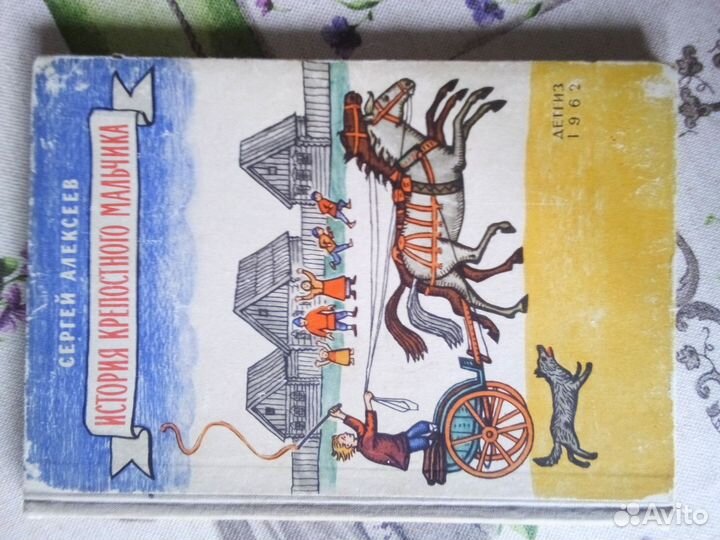 СЕРГЕЙ АЛЕКСЕЕВ
ИСТОРИЯ КРЕПОСТНОГО МАЛЬЧИКА
ДЕТГИЗ
1962
Avito